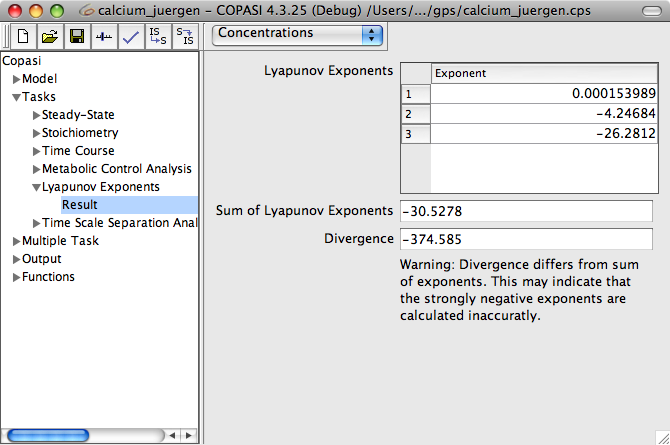 calcium_juergen – COPASI 4.3.25 (Debug) /Users/.../gps/calcium_juergen.cps
IS
↳S
S
↳IS
Concentrations
Copasi
Model
Tasks
Steady-State
Stoichiometry
Time Course
Metabolic Control Analysis
Lyapunov Exponents
Result
Time Scale Separation Anal
Multiple Task
Output
Functions
Lyapunov Exponents
Exponent
1 0.000153989
2 -4.24684
3 -26.2812
Sum of Lyapunov Exponents -30.5278
Divergence -374.585
Warning: Divergence differs from sum
of exponents. This may indicate that
the strongly negative exponents are
calculated inaccuratly.